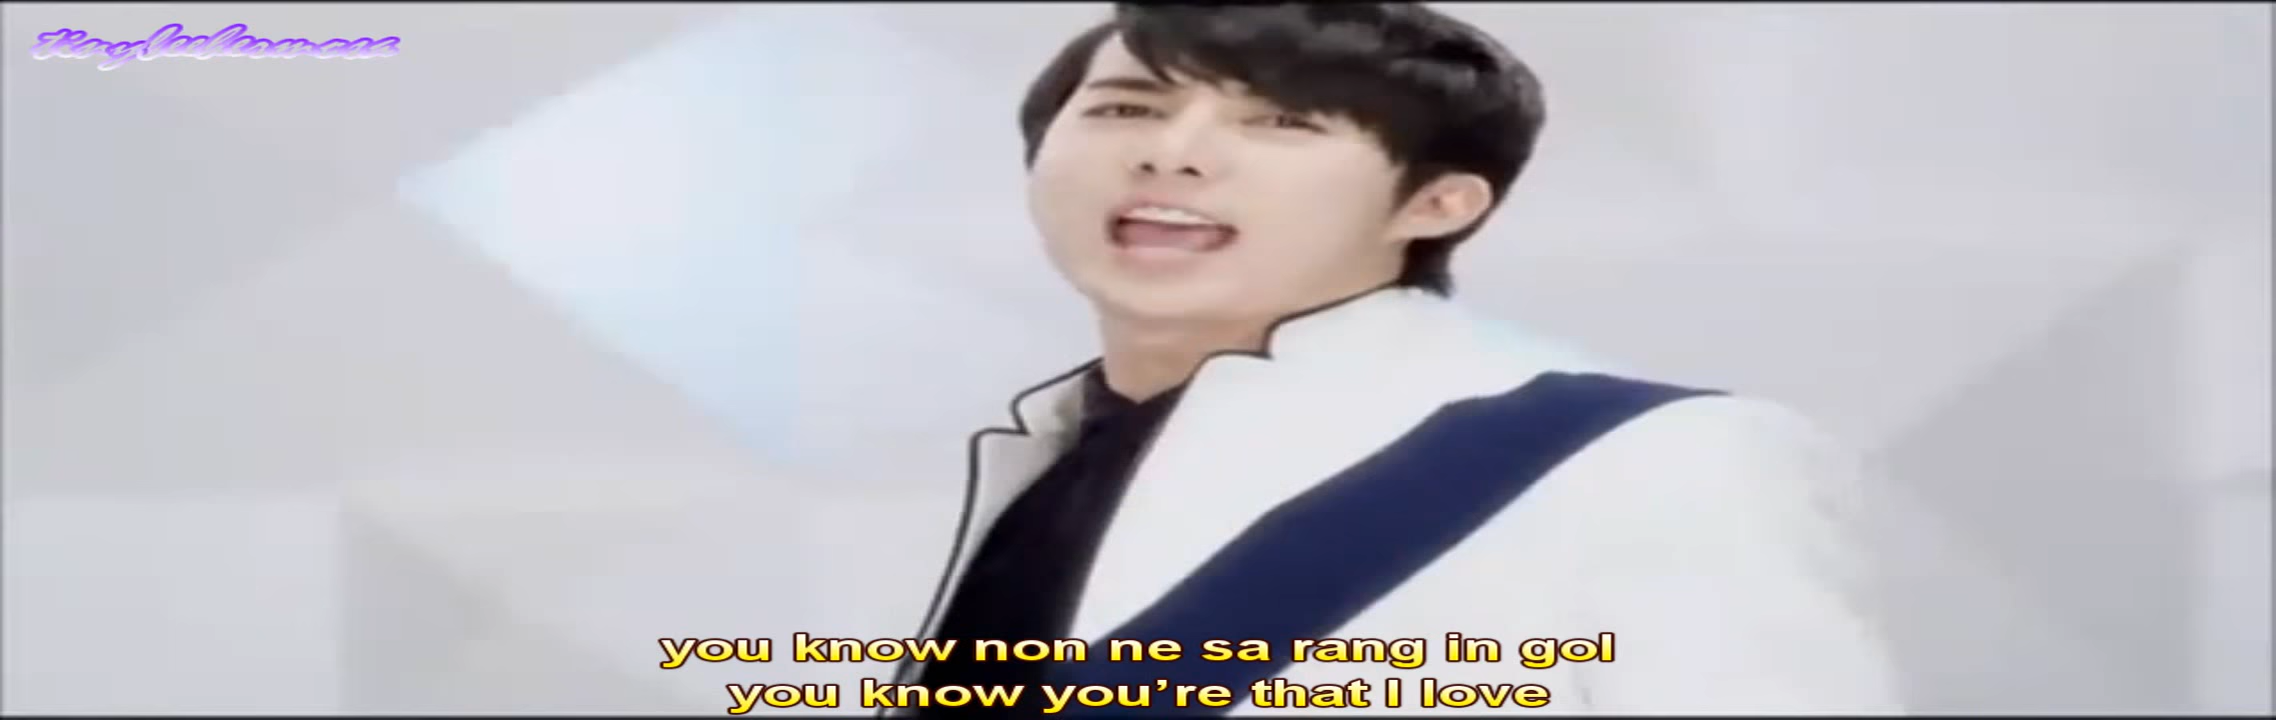 you know non ne sa rang in gol
you know you're that I love